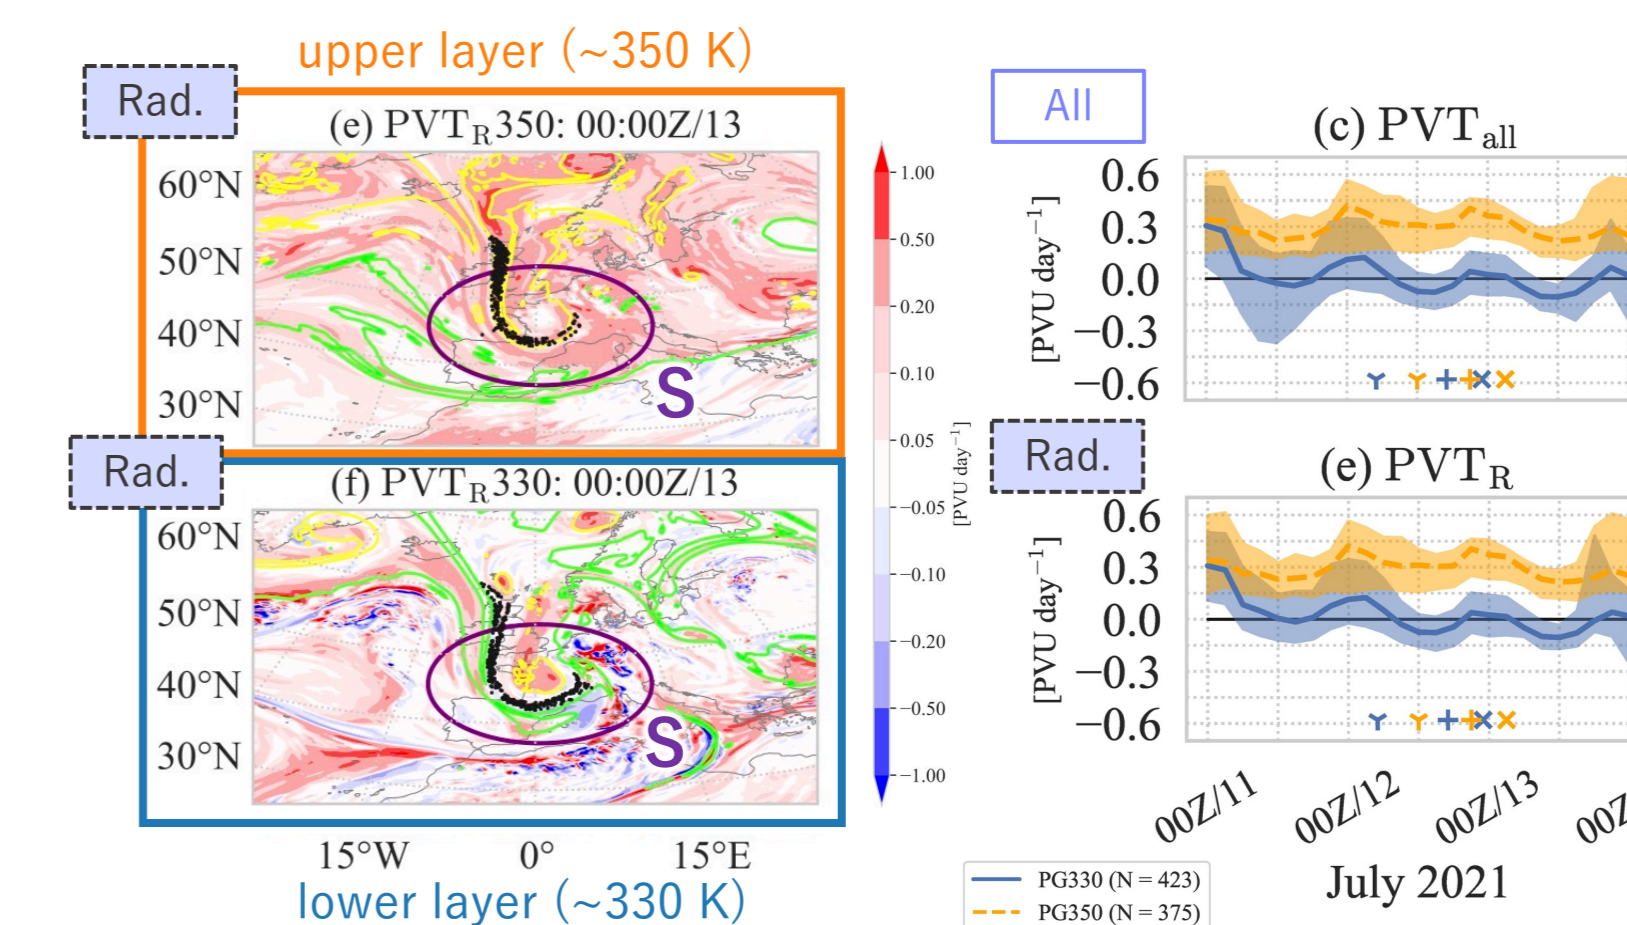 upper layer (~350 K)
Rad.
(e) PVT_R350: 00:00Z/13
60°N
50°N
40°N
30°N
S
Rad.
(f) PVT_R330: 00:00Z/13
60°N
50°N
40°N
30°N
S
15°W 0° 15°E
lower layer (~330 K)
1.00
0.50
0.20
0.10
0.05
−0.05
−0.10
−0.20
−0.50
−1.00
[PVU day⁻¹]
All
(c) PVT_all
0.6
0.3
0.0
−0.3
−0.6
[PVU day⁻¹]
Rad.
(e) PVT_R
0.6
0.3
0.0
−0.3
−0.6
[PVU day⁻¹]
00Z/11 00Z/12 00Z/13 00Z
July 2021
PG330 (N = 423)
PG350 (N = 375)